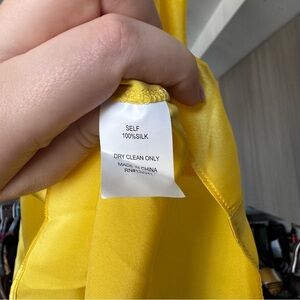 SELF
100%SILK
DRY CLEAN ONLY
MADE IN CHINA